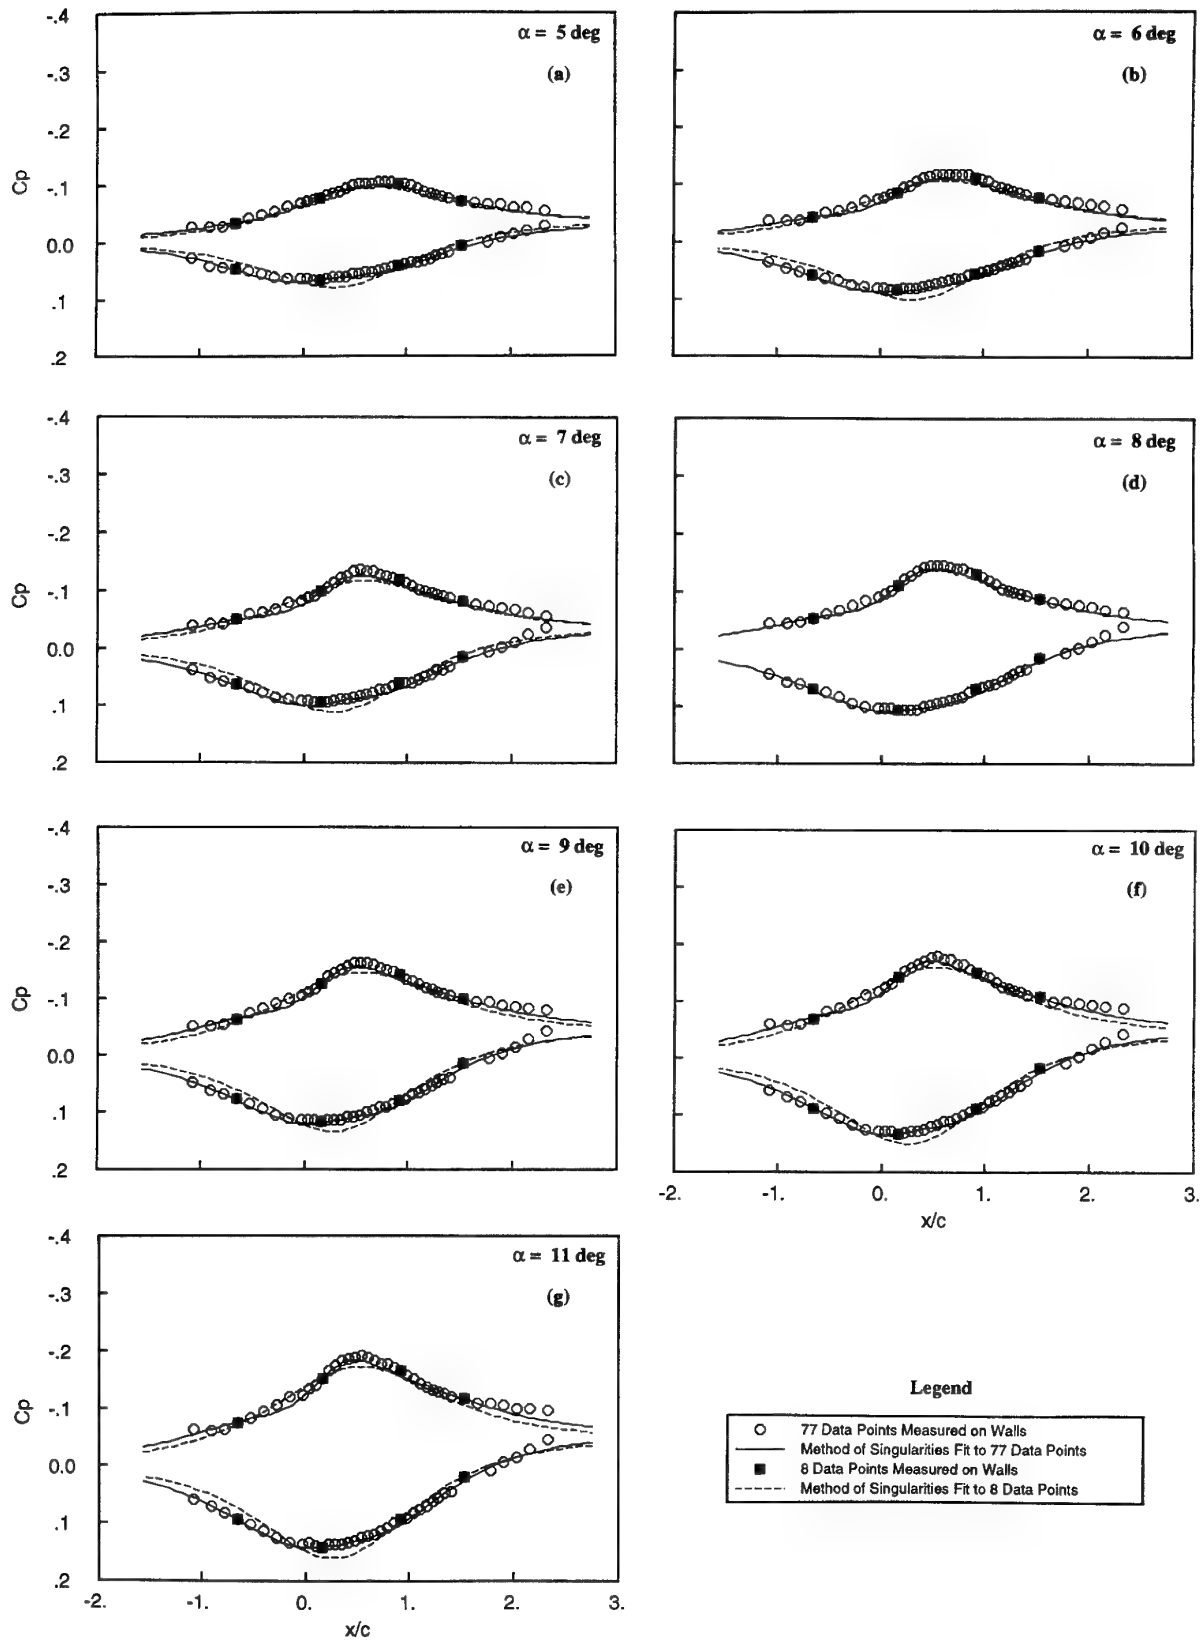 -.4
α = 5 deg
(a)
-.3
-.2
Cp
-.1
0.0
.1
.2
α = 6 deg
(b)
-.4
α = 7 deg
(c)
-.3
-.2
Cp
-.1
0.0
.1
.2
α = 8 deg
(d)
-.4
α = 9 deg
(e)
-.3
-.2
Cp
-.1
0.0
.1
.2
α = 10 deg
(f)
-2. -1. 0. 1. 2. 3.
x/c
-.4
α = 11 deg
(g)
-.3
-.2
Cp
-.1
0.0
.1
.2
-2. -1. 0. 1. 2. 3.
x/c
Legend
77 Data Points Measured on Walls
Method of Singularities Fit to 77 Data Points
8 Data Points Measured on Walls
Method of Singularities Fit to 8 Data Points